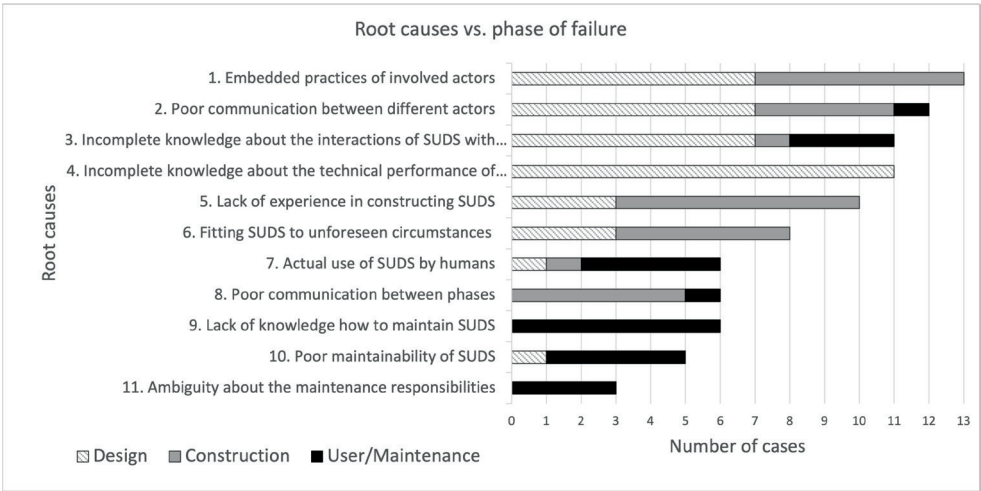 Root causes vs. phase of failure
Root causes
1. Embedded practices of involved actors
2. Poor communication between different actors
3. Incomplete knowledge about the interactions of SUDS with...
4. Incomplete knowledge about the technical performance of...
5. Lack of experience in constructing SUDS
6. Fitting SUDS to unforeseen circumstances
7. Actual use of SUDS by humans
8. Poor communication between phases
9. Lack of knowledge how to maintain SUDS
10. Poor maintainability of SUDS
11. Ambiguity about the maintenance responsibilities
0 1 2 3 4 5 6 7 8 9 10 11 12 13
Number of cases
Design Construction User/Maintenance